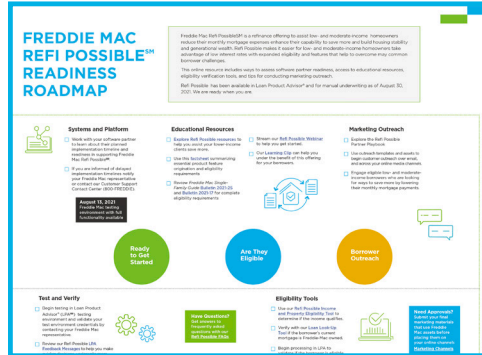 FREDDIE MAC
REFI POSSIBLE℠
READINESS
ROADMAP
Freddie Mac Refi Possible℠ is a refinance offering to assist low- and moderate-income homeowners
reduce their monthly mortgage expenses enhance their capability to save more and build housing stability
and generational wealth. Refi Possible makes it easier for low- and moderate-income homeowners take
advantage of low interest rates with expanded eligibility and features that help to overcome may common
borrower challenges.
This online resource includes ways to access software partner readiness, access to educational resources,
eligibility verification tools, and tips for conducting marketing outreach.
Refi Possible has been available in Loan Product Advisor® and for manual underwriting as of August 30,
2021. We are ready when you are.
Systems and Platform
Work with your software partner
to learn about their planned
implementation timeline and
readiness in supporting Freddie
Mac Refi Possible.
If you are informed of delayed
implementation timelines notify
your Freddie Mac representative
or contact our Customer Support
Contact Center (800-FREDDIE).
August 13, 2021
Freddie Mac testing
environment with full
functionality available
Educational Resources
Explore Refi Possible resources to
help you assist your lower-income
clients save more.
Use this factsheet summarizing
essential product feature
origination and eligibility
requirements
Review Freddie Mac Single-
Family Guide Bulletin 2021-25
and Bulletin 2021-17 for complete
eligibility requirements
Stream our Refi Possible Webinar
to help you get started.
Our Learning Clip can help you
under the benefit of this offering
for your borrowers.
Marketing Outreach
Explore the Refi Possible
Partner Playbook
Use outreach templates and assets to
begin customer outreach over email,
and across your online media channels
Engage eligible low- and moderate-
income borrowers who are looking
for ways to save more by lowering
their monthly mortgage payments.
Ready
to Get
Started
Are They
Eligible
Borrower
Outreach
Test and Verify
Begin testing in Loan Product
Advisor® (LPA℠) testing
environment and validate your
test environment credentials by
contacting your Freddie Mac
representative.
Review our Refi Possible LPA
Feedback Messages to help you make
Have Questions?
Get answers to
frequently asked
questions with our
Refi Possible FAQs
Eligibility Tools
Use our Refi Possible Income
and Property Eligibility Tool to
determine if the income qualifies.
Verify with our Loan Look-Up
Tool if the borrower's current
mortgage is Freddie Mac owned.
Begin processing in LPA to
Need Approvals?
Submit your final
marketing materials
that use Freddie
Mac assets before
placing them on
your online channels
Marketing Channels